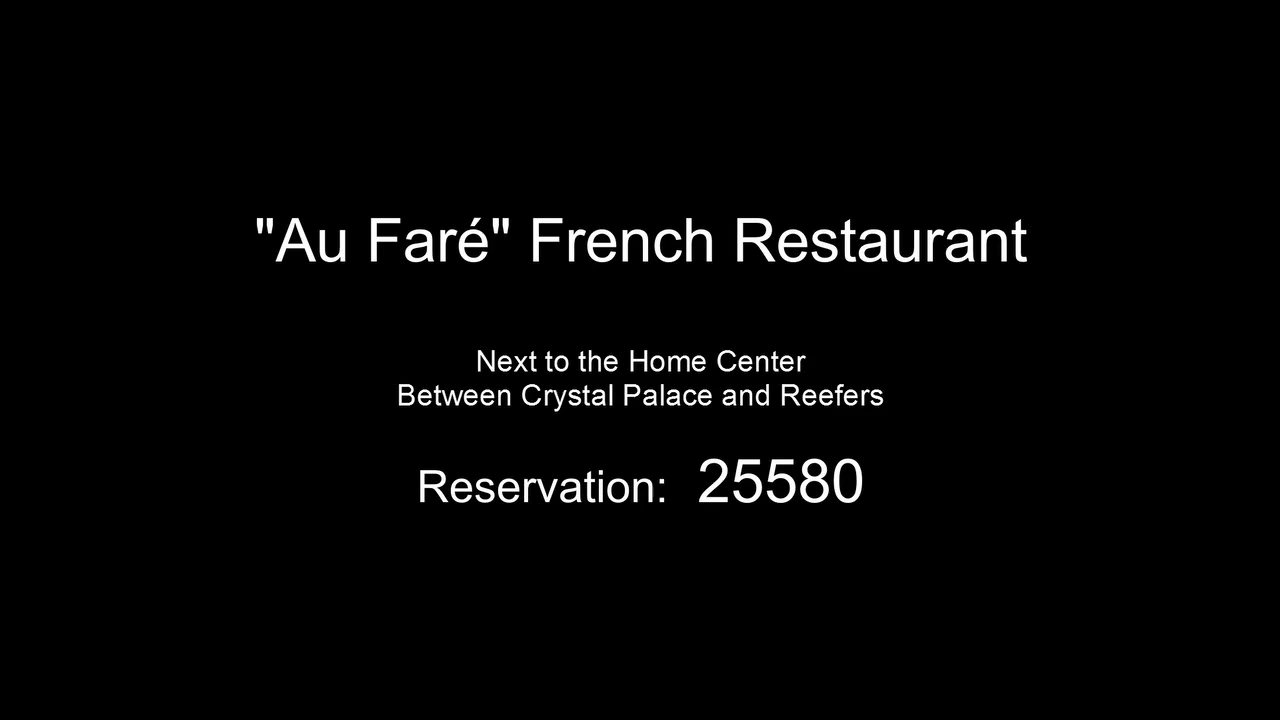 "Au Faré" French Restaurant
Next to the Home Center
Between Crystal Palace and Reefers
Reservation: 25580